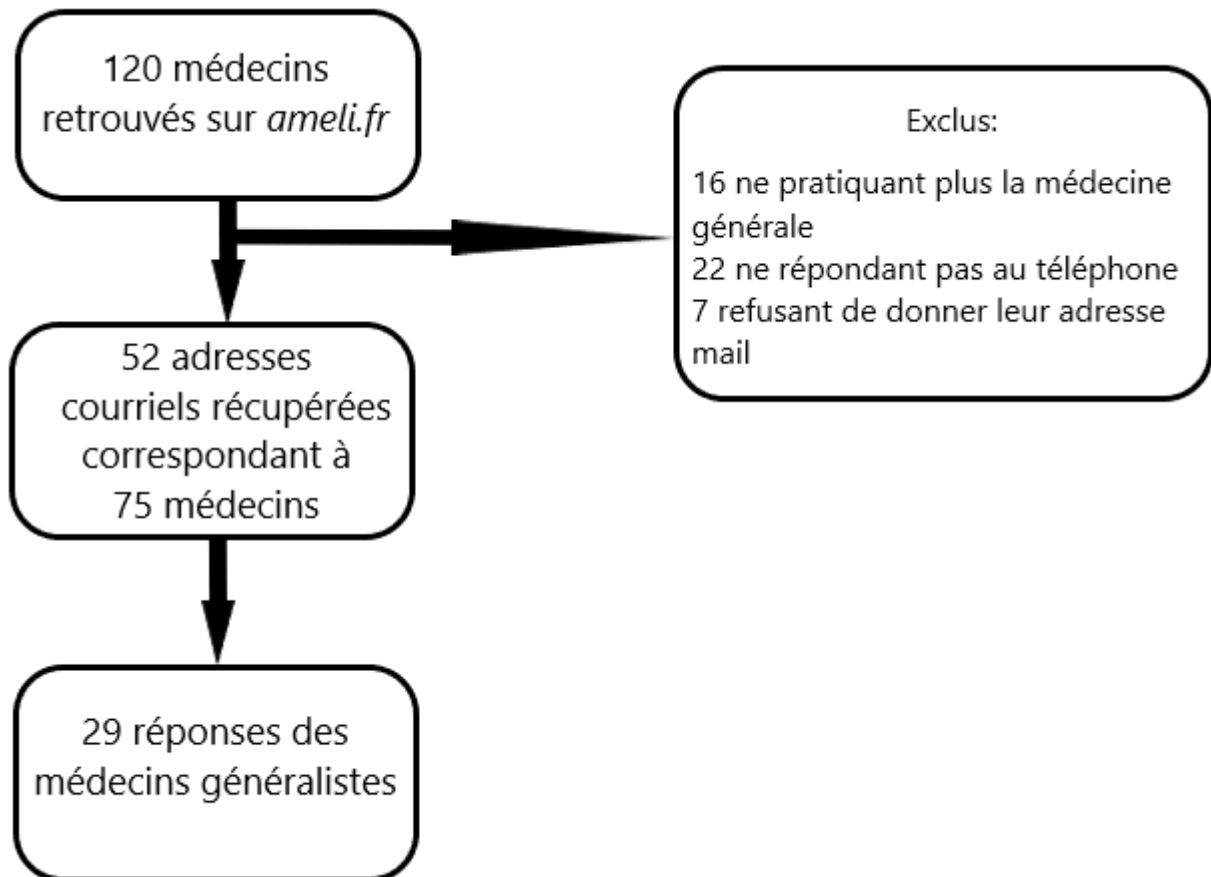 120 médecins
retrouvés sur ameli.fr
Exclus:
16 ne pratiquant plus la médecine
générale
22 ne répondant pas au téléphone
7 refusant de donner leur adresse
mail
52 adresses
courriels récupérées
correspondant à
75 médecins
29 réponses des
médecins généralistes